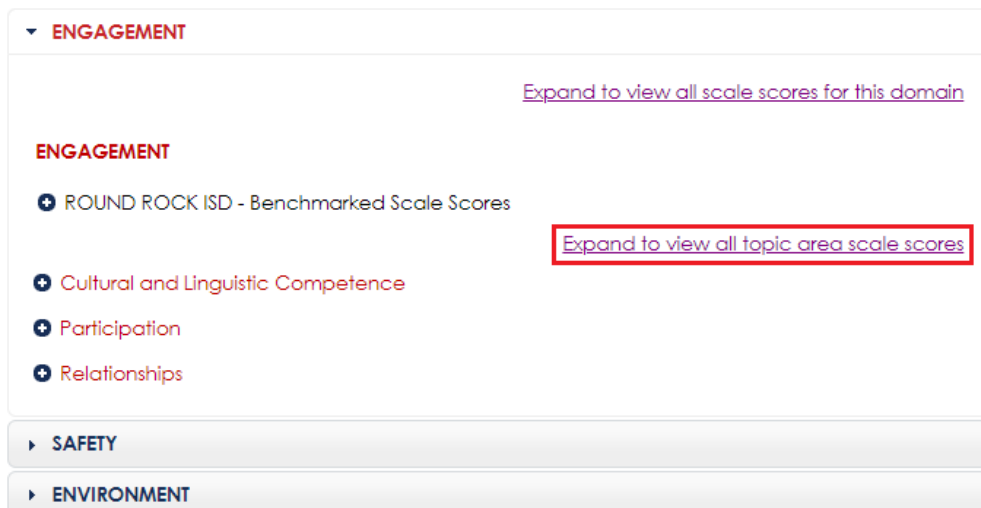 ENGAGEMENT
Expand to view all scale scores for this domain
ENGAGEMENT
ROUND ROCK ISD - Benchmarked Scale Scores
Expand to view all topic area scale scores
Cultural and Linguistic Competence
Participation
Relationships
SAFETY
ENVIRONMENT